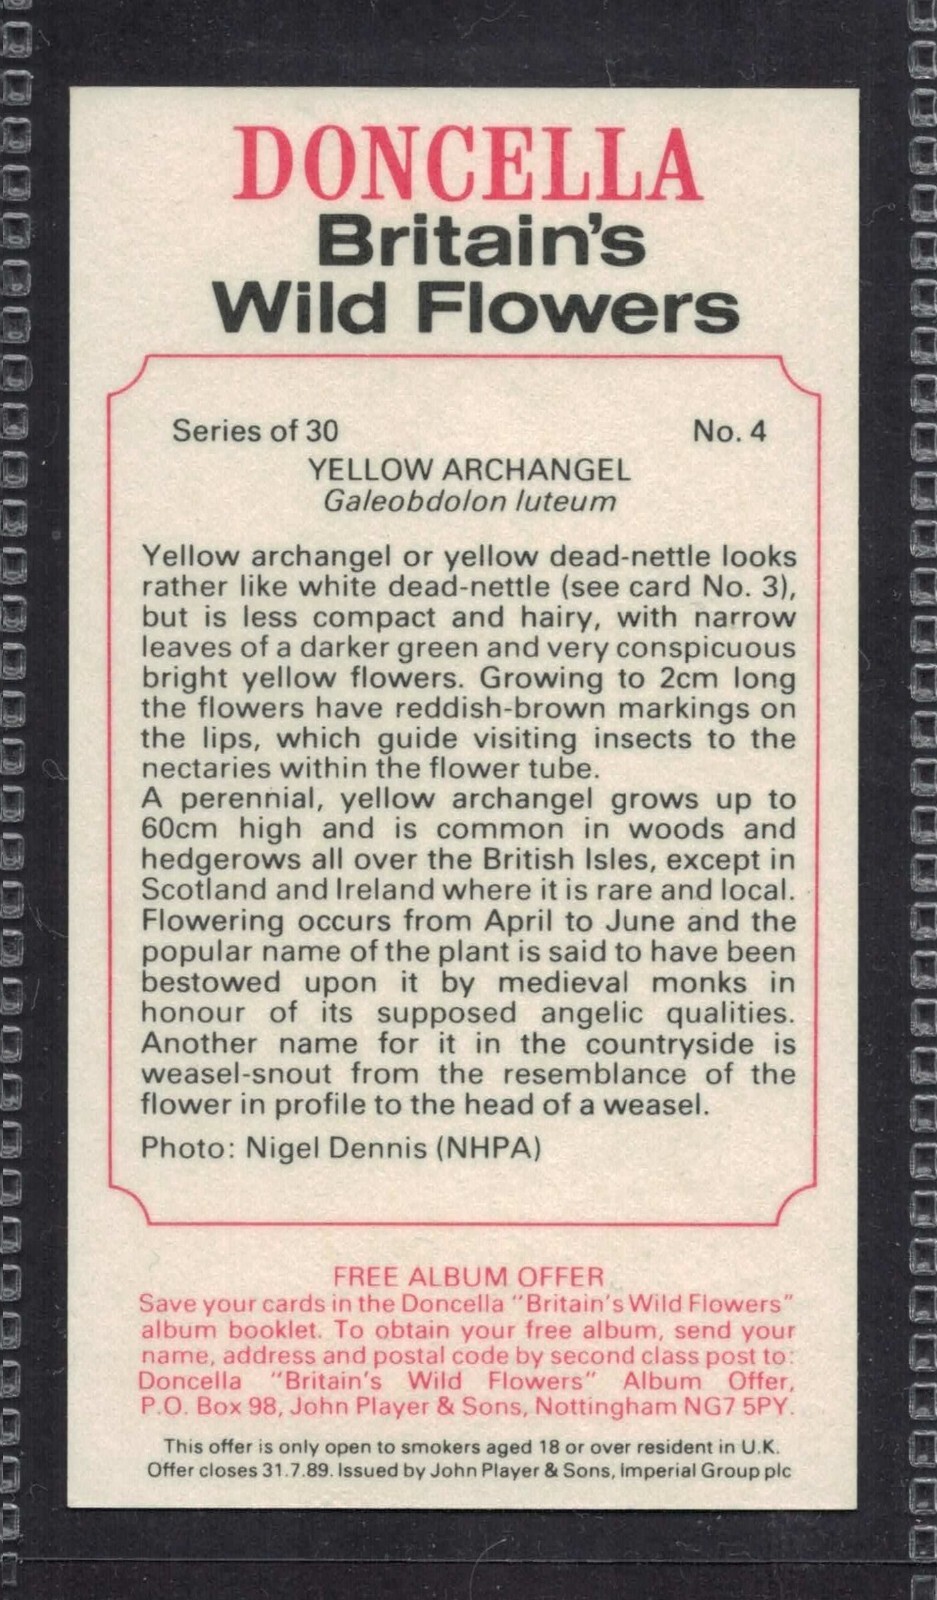 DONCELLA
Britain's
Wild Flowers
Series of 30 No. 4
YELLOW ARCHANGEL
Galeobdolon luteum
Yellow archangel or yellow dead-nettle looks
rather like white dead-nettle (see card No. 3),
but is less compact and hairy, with narrow
leaves of a darker green and very conspicuous
bright yellow flowers. Growing to 2cm long
the flowers have reddish-brown markings on
the lips, which guide visiting insects to the
nectaries within the flower tube.
A perennial, yellow archangel grows up to
60cm high and is common in woods and
hedgerows all over the British Isles, except in
Scotland and Ireland where it is rare and local.
Flowering occurs from April to June and the
popular name of the plant is said to have been
bestowed upon it by medieval monks in
honour of its supposed angelic qualities.
Another name for it in the countryside is
weasel-snout from the resemblance of the
flower in profile to the head of a weasel.
Photo: Nigel Dennis (NHPA)
FREE ALBUM OFFER
Save your cards in the Doncella "Britain's Wild Flowers"
album booklet. To obtain your free album, send your
name, address and postal code by second class post to:
Doncella "Britain's Wild Flowers" Album Offer,
P.O. Box 98, John Player & Sons, Nottingham NG7 5PY.
This offer is only open to smokers aged 18 or over resident in U.K.
Offer closes 31.7.89. Issued by John Player & Sons, Imperial Group plc